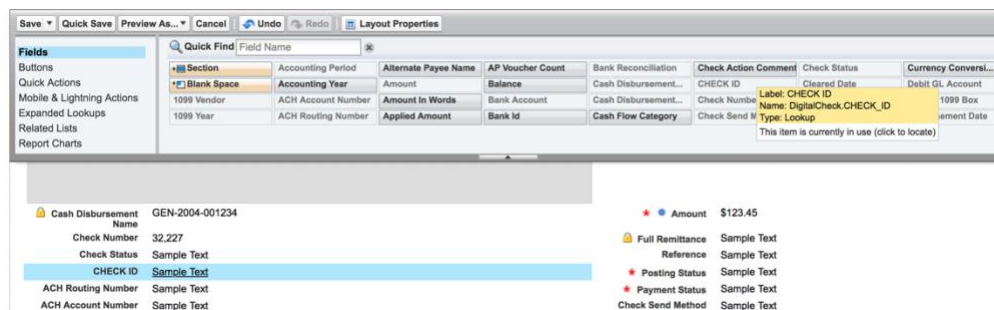 Save Quick Save Preview As... Cancel Undo Redo Layout Properties
Fields
Buttons
Quick Actions
Mobile & Lightning Actions
Expanded Lookups
Related Lists
Report Charts
Quick Find Field Name
Section Accounting Period Alternate Payee Name AP Voucher Count Bank Reconciliation Check Action Comment Check Status Currency Conversi...
Blank Space Accounting Year Amount Balance Cash Disbursement... CHECK ID Cleared Date Debit GL Account
1099 Vendor ACH Account Number Amount In Words Bank Account Cash Disbursement... Check Numbe 1099 Box
1099 Year ACH Routing Number Applied Amount Bank Id Cash Flow Category Check Send M ement Date
Label: CHECK ID
Name: DigitalCheck.CHECK_ID
Type: Lookup
This item is currently in use (click to locate)
Cash Disbursement Name GEN-2004-001234
Check Number 32,227
Check Status Sample Text
CHECK ID Sample Text
ACH Routing Number Sample Text
ACH Account Number Sample Text
* Amount $123.45
Full Remittance Sample Text
Reference Sample Text
* Posting Status Sample Text
* Payment Status Sample Text
Check Send Method Sample Text